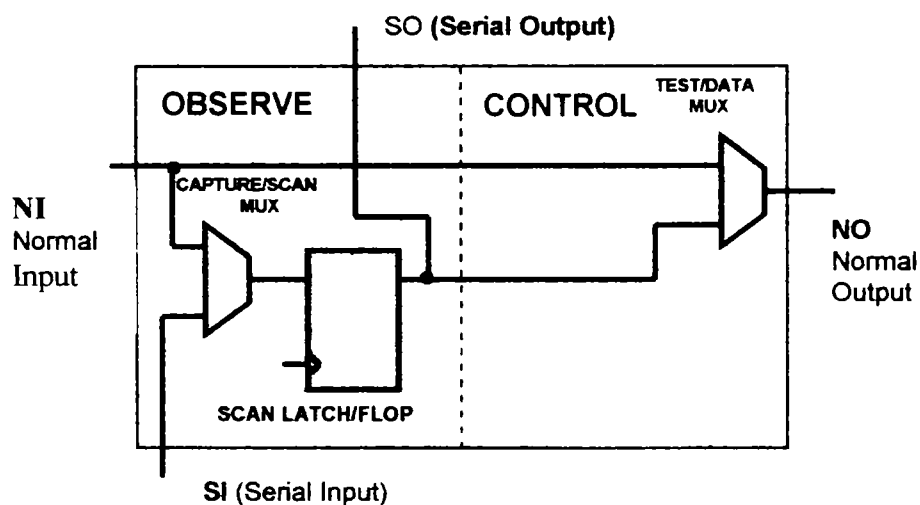 SO (Serial Output)
OBSERVE
CONTROL
TEST/DATA
MUX
CAPTURE/SCAN
MUX
NI
Normal
Input
NO
Normal
Output
SCAN LATCH/FLOP
SI (Serial Input)